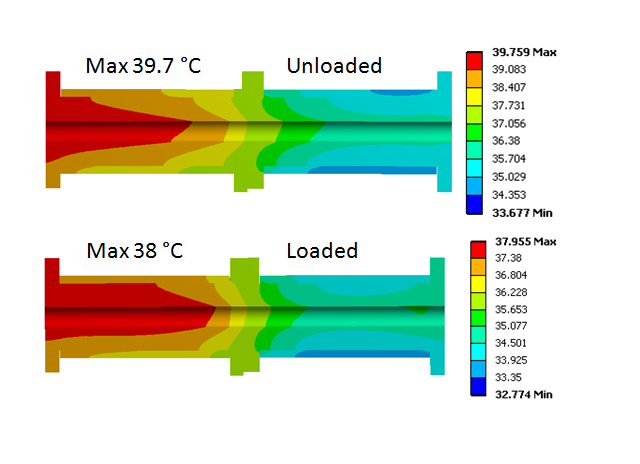 Max 39.7 °C Unloaded
39.759 Max
39.083
38.407
37.731
37.056
36.38
35.704
35.029
34.353
33.677 Min
Max 38 °C Loaded
37.955 Max
37.38
36.804
36.228
35.653
35.077
34.501
33.925
33.35
32.774 Min